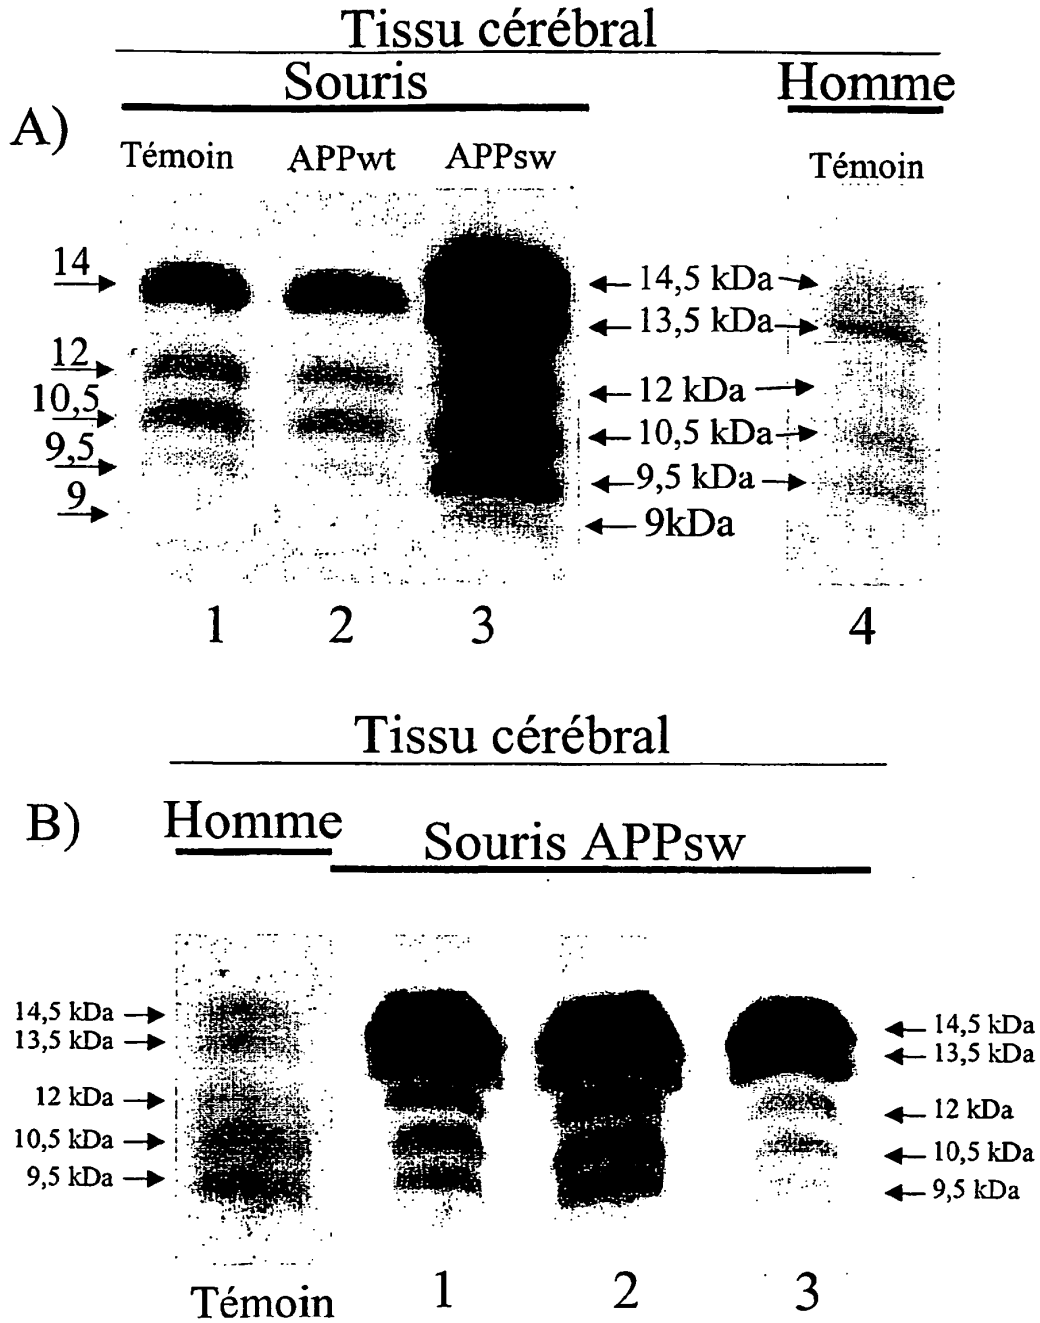 Tissu cérébral
Souris
Homme
A)
Témoin
APPwt
APPsw
Témoin
14
12
10,5
9,5
9
14,5 kDa
13,5 kDa
12 kDa
10,5 kDa
9,5 kDa
9kDa
1
2
3
4
Tissu cérébral
B)
Homme
Souris APPsw
14,5 kDa
13,5 kDa
12 kDa
10,5 kDa
9,5 kDa
14,5 kDa
13,5 kDa
12 kDa
10,5 kDa
9,5 kDa
Témoin
1
2
3